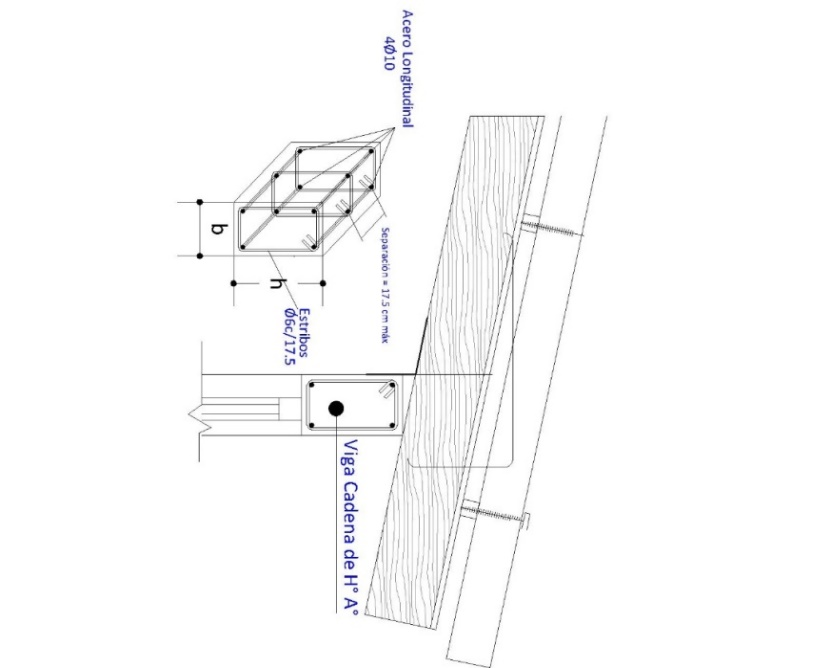 Acero Longitudinal
4Ø10
Separación = 17.5 cm máx
b
h
Estribos
Ø6c/17.5
Viga Cadena de H° A°